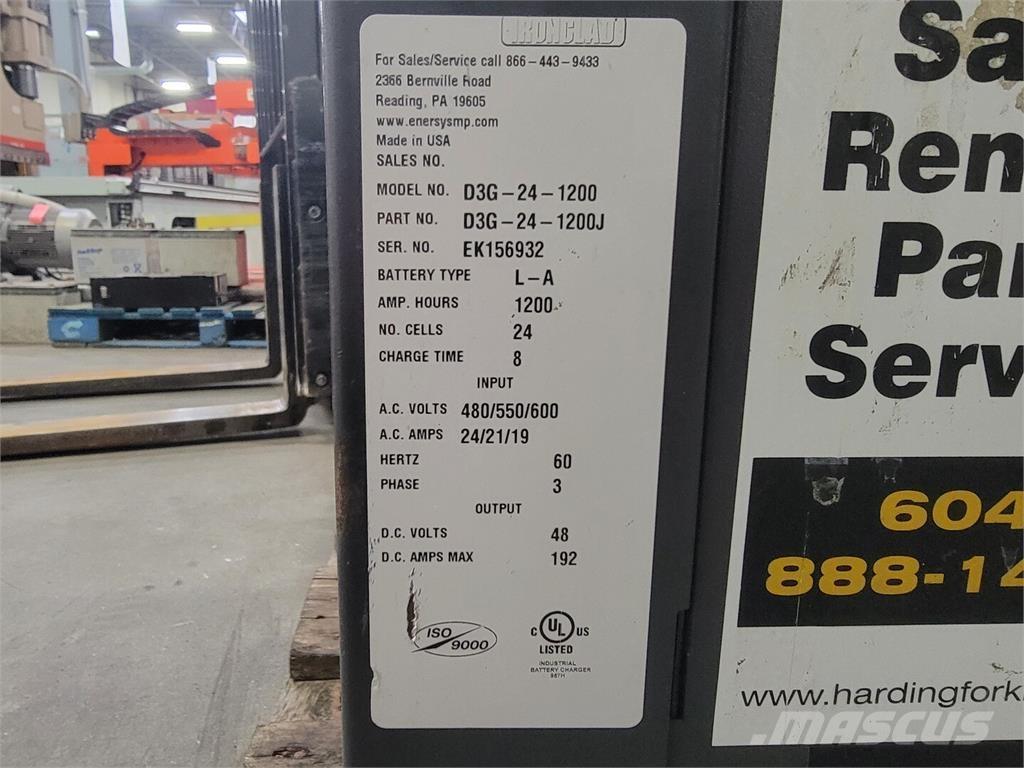 IRONCLAD
For Sales/Service call 866-443-9433
2366 Bernville Road
Reading, PA 19605
www.enersysmp.com
Made in USA
SALES NO.
MODEL NO. D3G-24-1200
PART NO. D3G-24-1200J
SER. NO. EK156932
BATTERY TYPE L-A
AMP. HOURS 1200
NO. CELLS 24
CHARGE TIME 8
INPUT
A.C. VOLTS 480/550/600
A.C. AMPS 24/21/19
HERTZ 60
PHASE 3
OUTPUT
D.C. VOLTS 48
D.C. AMPS MAX 192
ISO 9000
C UL US
LISTED
INDUSTRIAL
BATTERY CHARGER
987H
Sa
Ren
Par
Serv
604
888-14
www.hardingfork
MASCUS